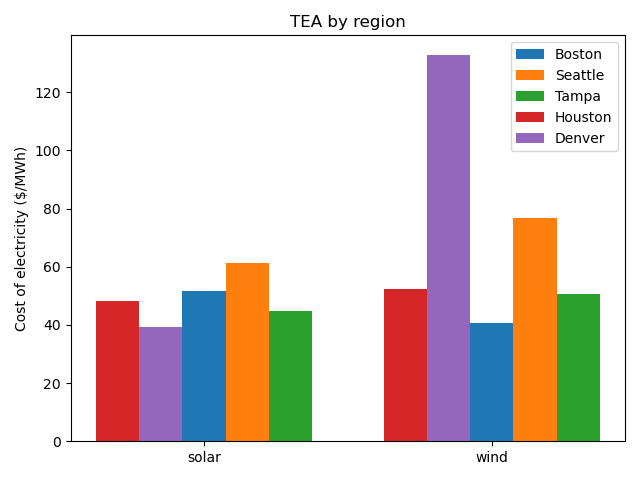 TEA by region
Cost of electricity ($/MWh)
120
100
80
60
40
20
0
solar
wind
Boston
Seattle
Tampa
Houston
Denver